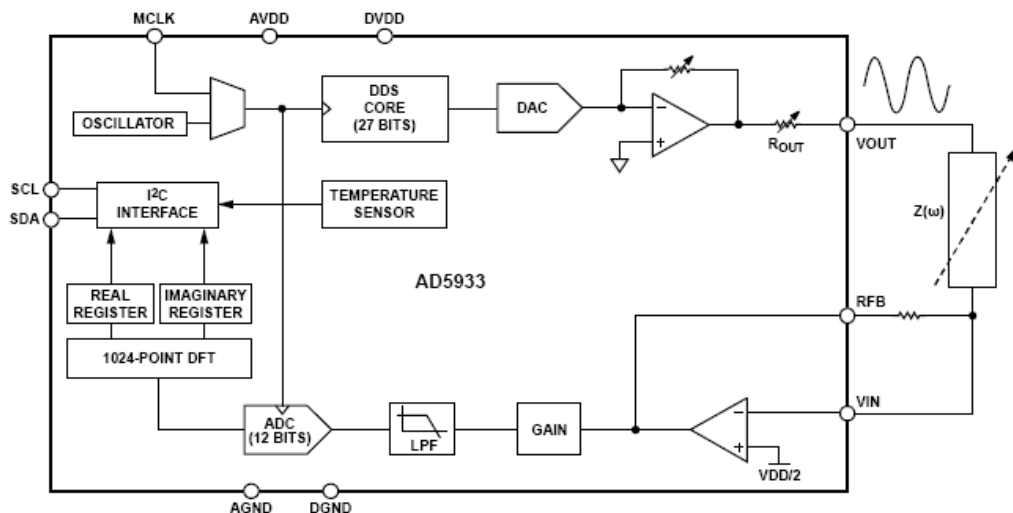 MCLK
AVDD
DVDD
OSCILLATOR
DDS
CORE
(27 BITS)
DAC
R_OUT
VOUT
SCL
SDA
I²C
INTERFACE
TEMPERATURE
SENSOR
Z(ω)
AD5933
REAL
REGISTER
IMAGINARY
REGISTER
RFB
1024-POINT DFT
ADC
(12 BITS)
LPF
GAIN
VIN
VDD/2
AGND
DGND